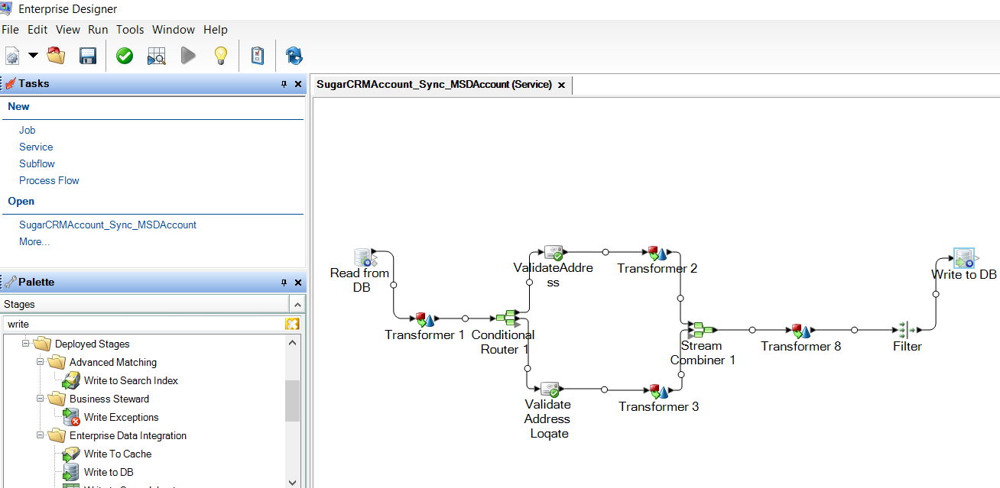 Enterprise Designer
File Edit View Run Tools Window Help
Tasks
New
Job
Service
Subflow
Process Flow
Open
SugarCRMAccount_Sync_MSDAccount
More...
Palette
Stages
write
Deployed Stages
Advanced Matching
Write to Search Index
Business Steward
Write Exceptions
Enterprise Data Integration
Write To Cache
Write to DB
SugarCRMAccount_Sync_MSDAccount (Service)
Read from
DB
Transformer 1
Conditional
Router 1
ValidateAddre
ss
Transformer 2
Validate
Address
Loqate
Transformer 3
Stream
Combiner 1
Transformer 8
Filter
Write to DB